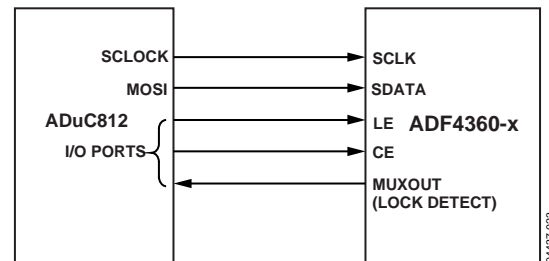 SCLOCK
SCLK
MOSI
SDATA
ADuC812
LE
ADF4360-x
I/O PORTS
CE
MUXOUT
(LOCK DETECT)